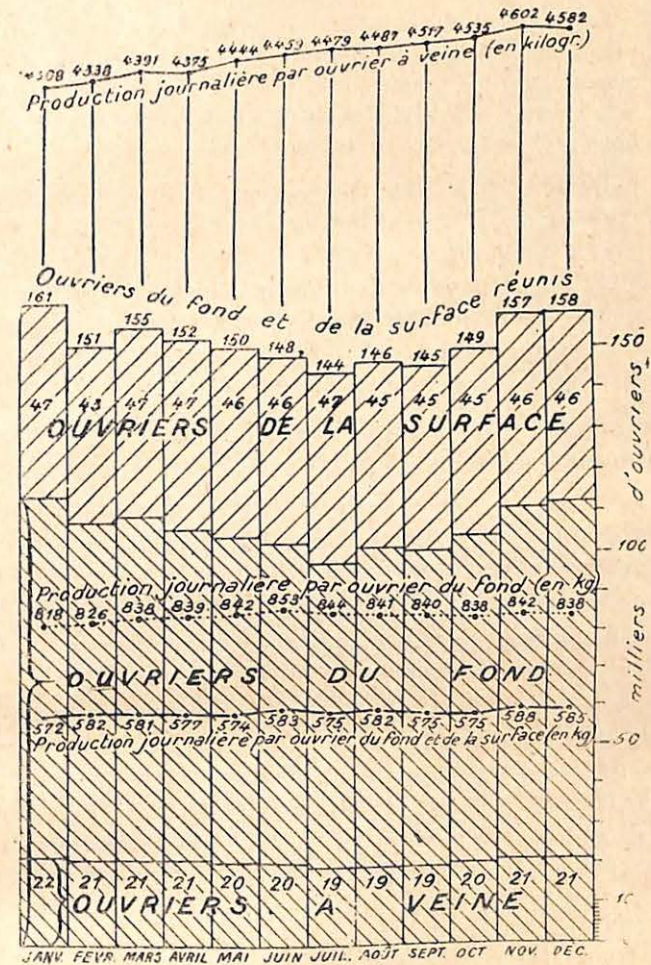 4308 4338 4391 4375 4444 4459 4479 4487 4517 4535 4602 4582
Production journalière par ouvrier à veine (en kilogr.)
Ouvriers du fond et de la surface réunis
161 151 155 152 150 148 144 146 145 149 157 158
150
47 43 47 47 46 46 47 45 45 45 46 46
OUVRIERS DE LA SURFACE
100
Production journalière par ouvrier du fond (en kg)
818 826 838 839 842 853 844 841 840 838 842 838
OUVRIERS DU FOND
572 582 581 577 574 583 575 582 575 575 588 585
Production journalière par ouvrier du fond et de la surface (en kg)
50
22 21 21 21 20 20 19 19 19 20 21 21
OUVRIERS A VEINE
10
milliers d'ouvriers
JANV. FEVR. MARS AVRIL MAI JUIN JUIL. AOÛT SEPT. OCT NOV. DÉC.